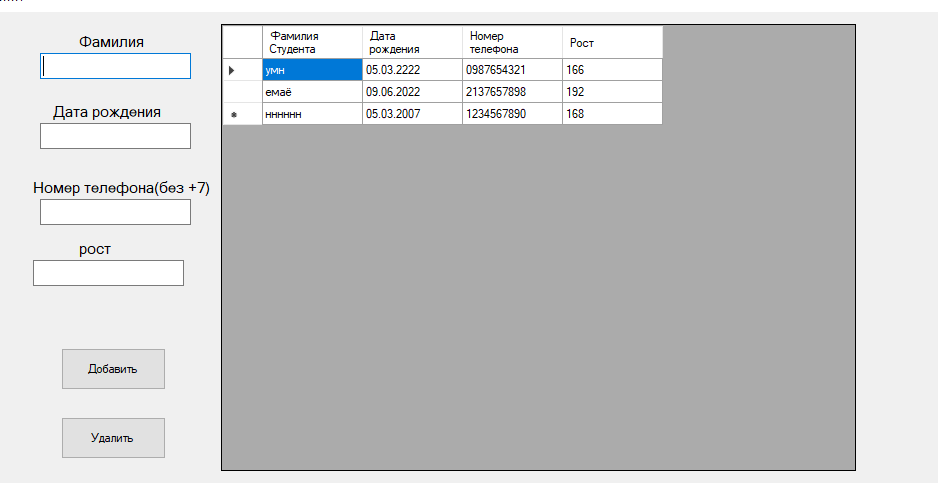 Фамилия
Дата рождения
Номер телефона(без +7)
рост
Добавить
Удалить
Фамилия Студента
Дата рождения
Номер телефона
Рост
умн 05.03.2222 0987654321 166
емаё 09.06.2022 2137657898 192
нннннн 05.03.2007 1234567890 168